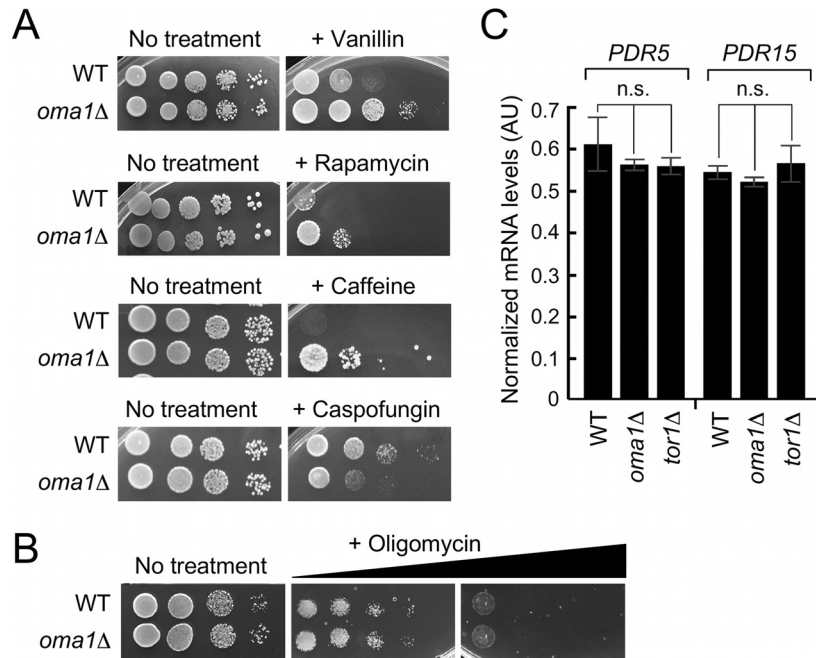 A
No treatment + Vanillin
WT
oma1Δ
No treatment + Rapamycin
WT
oma1Δ
No treatment + Caffeine
WT
oma1Δ
No treatment + Caspofungin
WT
oma1Δ
B
No treatment + Oligomycin
WT
oma1Δ
C
PDR5 PDR15
n.s. n.s.
Normalized mRNA levels (AU)
0.7
0.6
0.5
0.4
0.3
0.2
0.1
0
WT oma1Δ tor1Δ WT oma1Δ tor1Δ